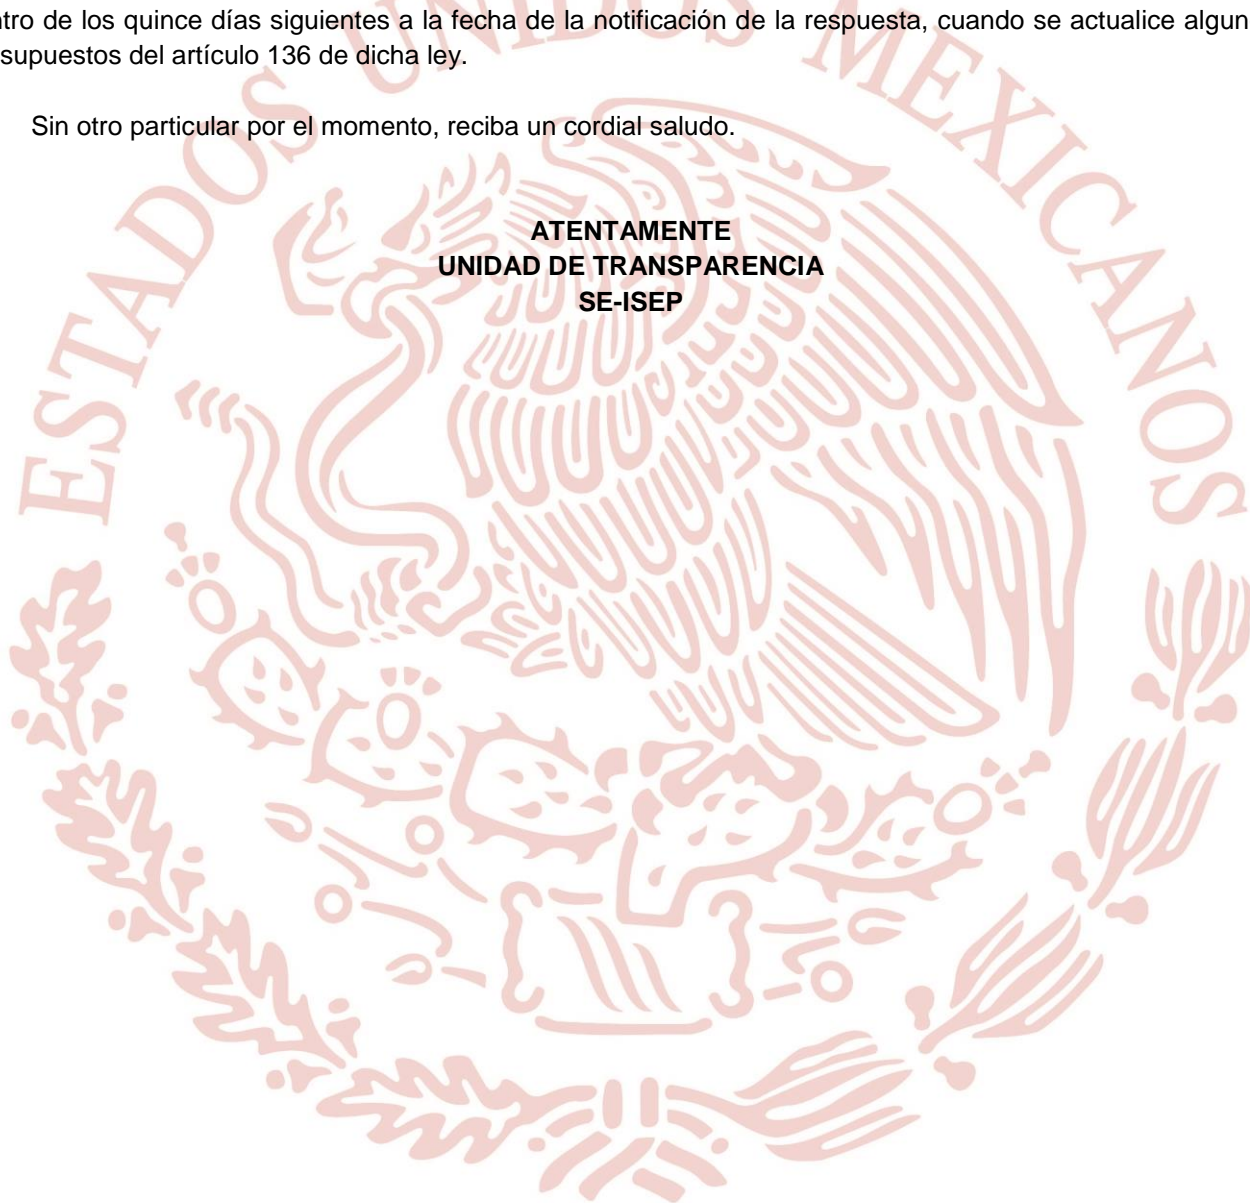 ntro de los quince días siguientes a la fecha de la notificación de la respuesta, cuando se actualice algun
supuestos del artículo 136 de dicha ley.
Sin otro particular por el momento, reciba un cordial saludo.
ATENTAMENTE
UNIDAD DE TRANSPARENCIA
SE-ISEP
ESTADOS UNIDOS MEXICANOS